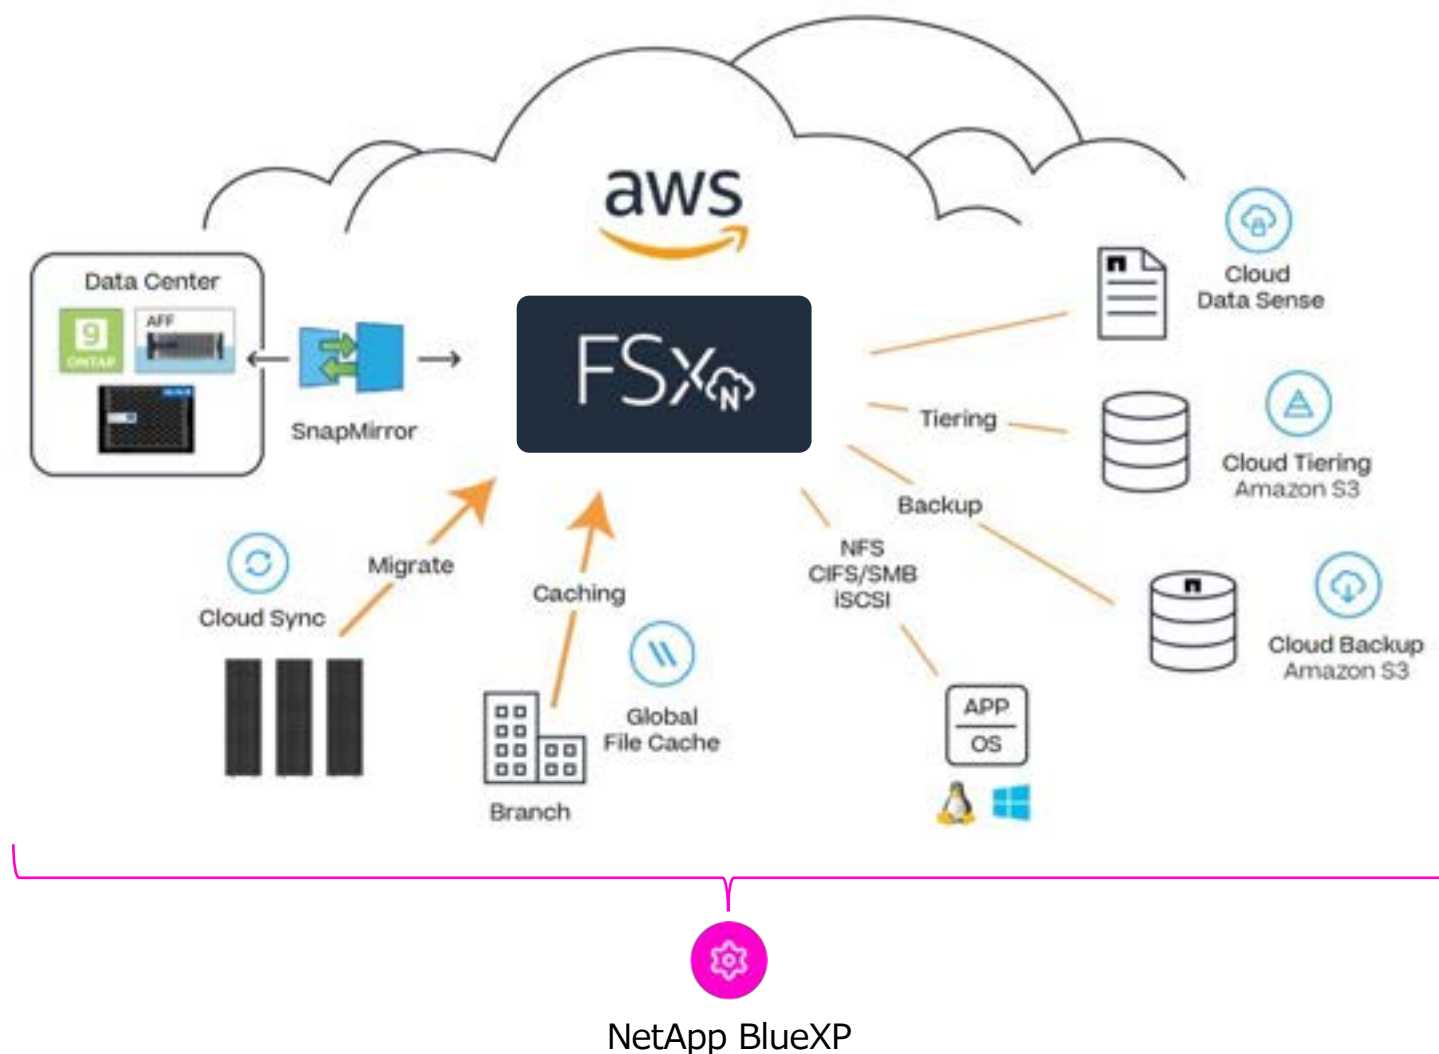 aws
Data Center
9
ONTAP
AFF
SnapMirror
FSx
N
Cloud
Data Sense
Tiering
Cloud Tiering
Amazon S3
Backup
Cloud Backup
Amazon S3
NFS
CIFS/SMB
iSCSI
Migrate
Cloud Sync
Caching
Global
File Cache
Branch
APP
OS
NetApp BlueXP